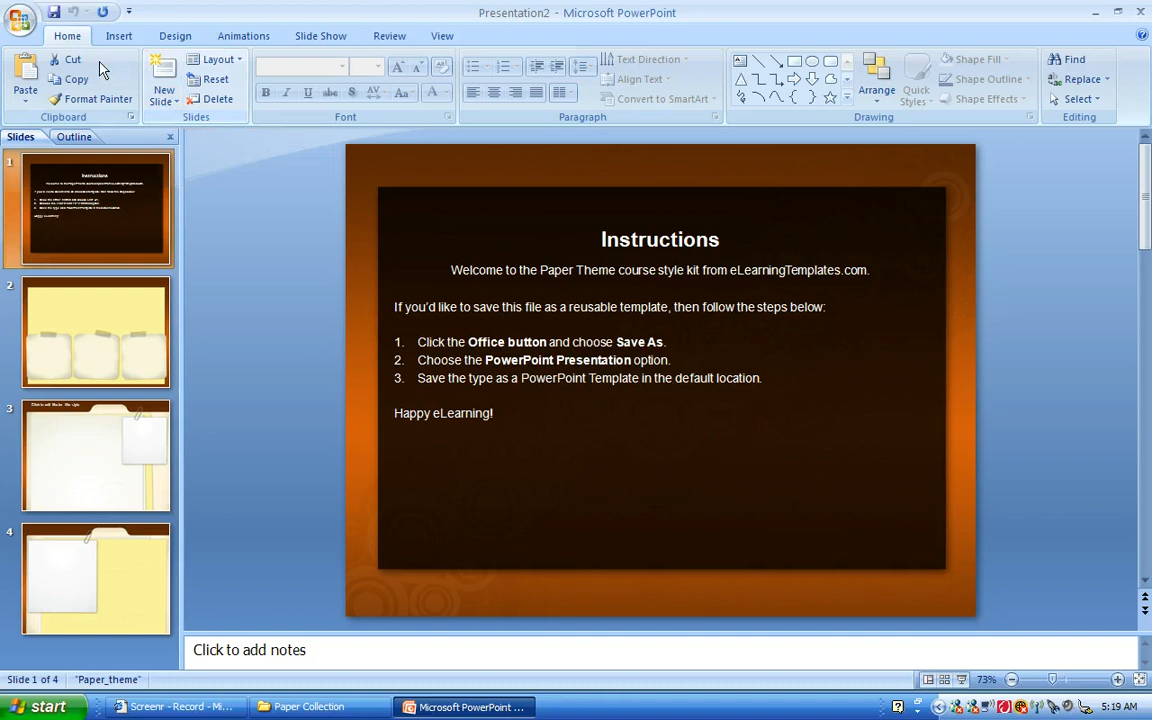 Presentation2 - Microsoft PowerPoint
Home Insert Design Slide Show Animations Review View
Paste
Cut
Copy
Format Painter
Clipboard
New Slide
Layout
Reset
Delete
Slides
Font
Text Direction
Align Text
Convert to SmartArt
Paragraph
Arrange
Quick Styles
Shape Fill
Shape Outline
Shape Effects
Drawing
Find
Replace
Select
Editing
Slides Outline
1
2
3
4
Instructions
Welcome to the Paper Theme course style kit from eLearningTemplates.com.
If you'd like to save this file as a reusable template, then follow the steps below:
1. Click the Office button and choose Save As.
2. Choose the PowerPoint Presentation option.
3. Save the type as a PowerPoint Template in the default location.
Happy eLearning!
Click to add notes
Slide 1 of 4 "Paper_theme" 73%
start Screenr - Record - Mi... Paper Collection Microsoft PowerPoint ... 5:19 AM